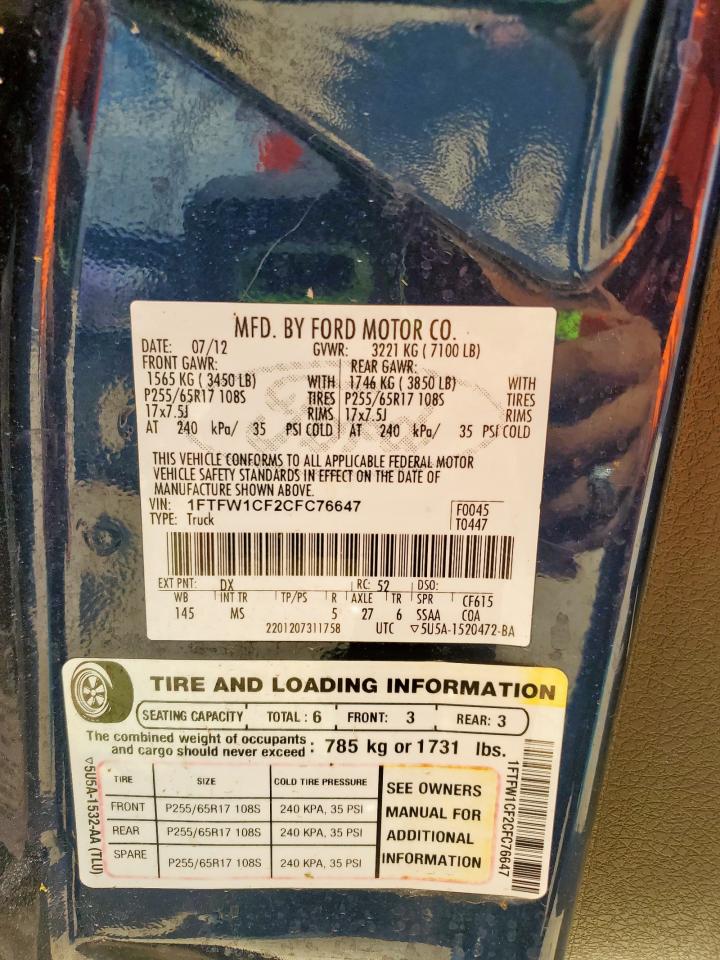 MFD. BY FORD MOTOR CO.
DATE: 07/12 GVWR: 3221 KG ( 7100 LB)
FRONT GAWR: REAR GAWR:
1565 KG ( 3450 LB) WITH 1746 KG ( 3850 LB) WITH
P255/65R17 108S TIRES P255/65R17 108S TIRES
17x7.5J RIMS 17x7.5J RIMS
AT 240 kPa/ 35 PSI COLD AT 240 kPa/ 35 PSI COLD
THIS VEHICLE CONFORMS TO ALL APPLICABLE FEDERAL MOTOR
VEHICLE SAFETY STANDARDS IN EFFECT ON THE DATE OF
MANUFACTURE SHOWN ABOVE.
VIN: 1FTFW1CF2CFC76647 F0045
TYPE: Truck T0447
EXT PNT: DX RC: 52 DSO:
WB INT TR TP/PS R AXLE TR SPR CF615
145 MS 5 27 6 SSAA COA
2201207311758 UTC ▽5U5A-1520472-BA
TIRE AND LOADING INFORMATION
SEATING CAPACITY TOTAL : 6 FRONT: 3 REAR: 3
The combined weight of occupants
and cargo should never exceed : 785 kg or 1731 lbs.
TIRE SIZE COLD TIRE PRESSURE
FRONT P255/65R17 108S 240 KPA, 35 PSI
REAR P255/65R17 108S 240 KPA, 35 PSI
SPARE P255/65R17 108S 240 KPA, 35 PSI
SEE OWNERS
MANUAL FOR
ADDITIONAL
INFORMATION
▽5U5A-1532-AA (TLU)
1FTFW1CF2CFC76647